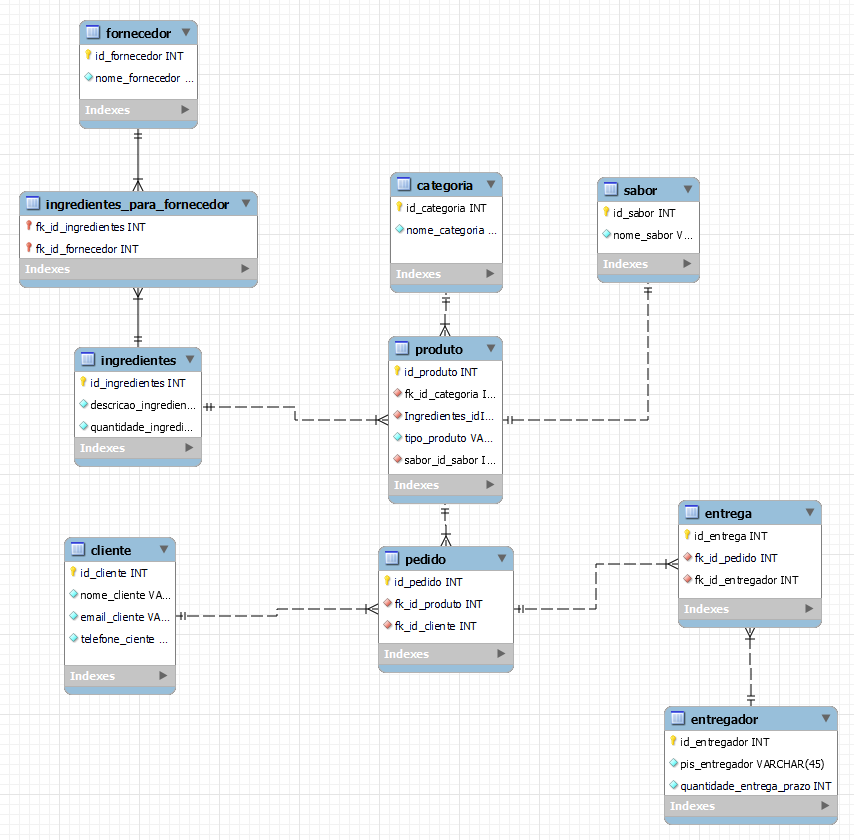 fornecedor
id_fornecedor INT
nome_fornecedor ...
Indexes
ingredientes_para_fornecedor
fk_id_ingredientes INT
fk_id_fornecedor INT
Indexes
categoria
id_categoria INT
nome_categoria ...
Indexes
sabor
id_sabor INT
nome_sabor V...
Indexes
ingredientes
id_ingredientes INT
descricao_ingredien...
quantidade_ingredi...
Indexes
produto
id_produto INT
fk_id_categoria I...
Ingredientes_idI...
tipo_produto VA...
sabor_id_sabor I...
Indexes
cliente
id_cliente INT
nome_cliente VA...
email_cliente VA...
telefone_ciente ...
Indexes
pedido
id_pedido INT
fk_id_produto INT
fk_id_cliente INT
Indexes
entrega
id_entrega INT
fk_id_pedido INT
fk_id_entregador INT
Indexes
entregador
id_entregador INT
pis_entregador VARCHAR(45)
quantidade_entrega_prazo INT
Indexes